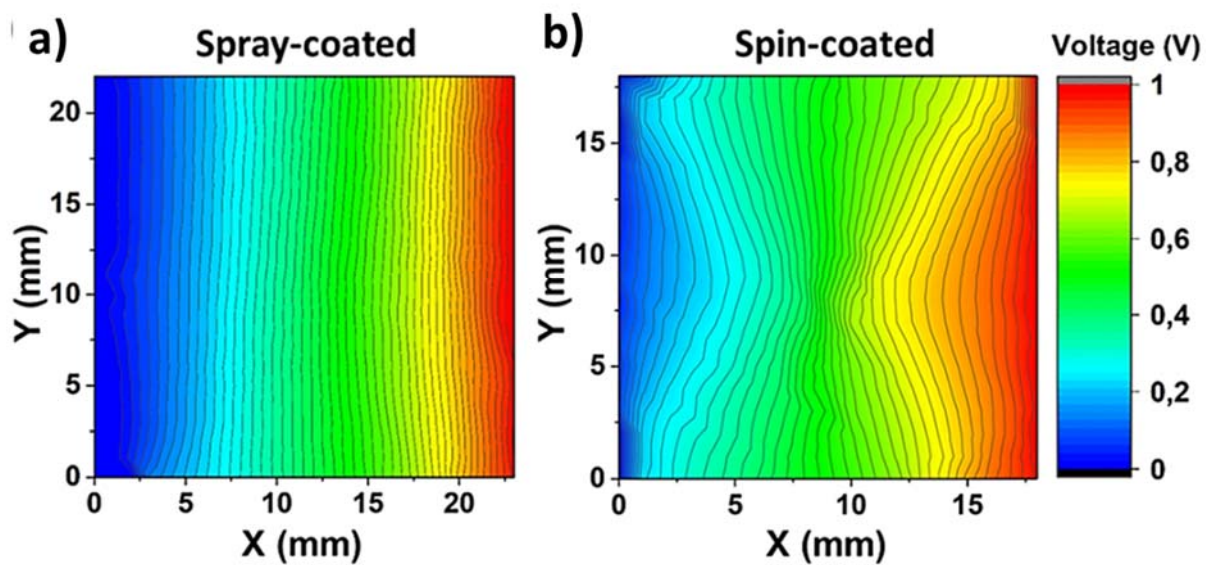 a) Spray-coated
20
15
10
5
0
Y (mm)
0 5 10 15 20
X (mm)
b) Spin-coated
15
10
5
0
Y (mm)
0 5 10 15
X (mm)
Voltage (V)
1
0,8
0,6
0,4
0,2
0